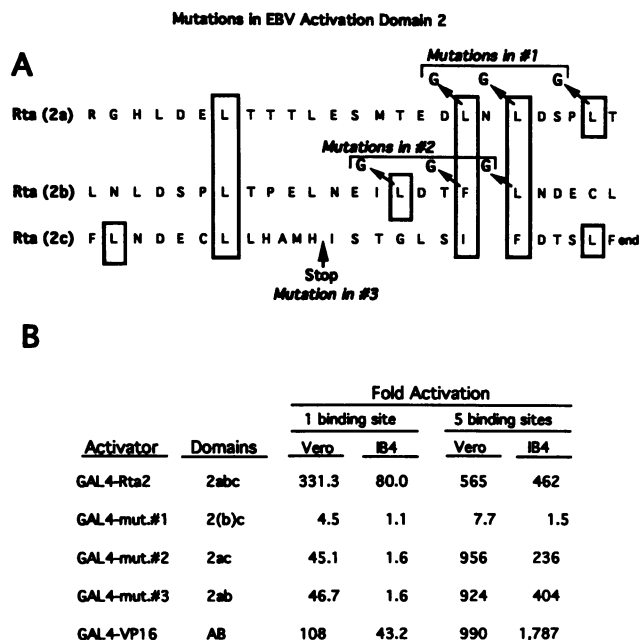 Mutations in EBV Activation Domain 2
A
Mutations in #1
G G G
Rta (2a) R G H L D E L T T T L E S M T E D L N L D S P L T
Mutations in #2
G G G
Rta (2b) L N L D S P L T P E L N E I L D T F L N D E C L
Rta (2c) F L N D E C L L H A M H I S T G L S I F D T S L F end
Stop
Mutation in #3
B
Fold Activation
1 binding site 5 binding sites
Activator Domains Vero IB4 Vero IB4
GAL4-Rta2 2abc 331.3 80.0 565 462
GAL4-mut.#1 2(b)c 4.5 1.1 7.7 1.5
GAL4-mut.#2 2ac 45.1 1.6 956 236
GAL4-mut.#3 2ab 46.7 1.6 924 404
GAL4-VP16 AB 108 43.2 990 1,787